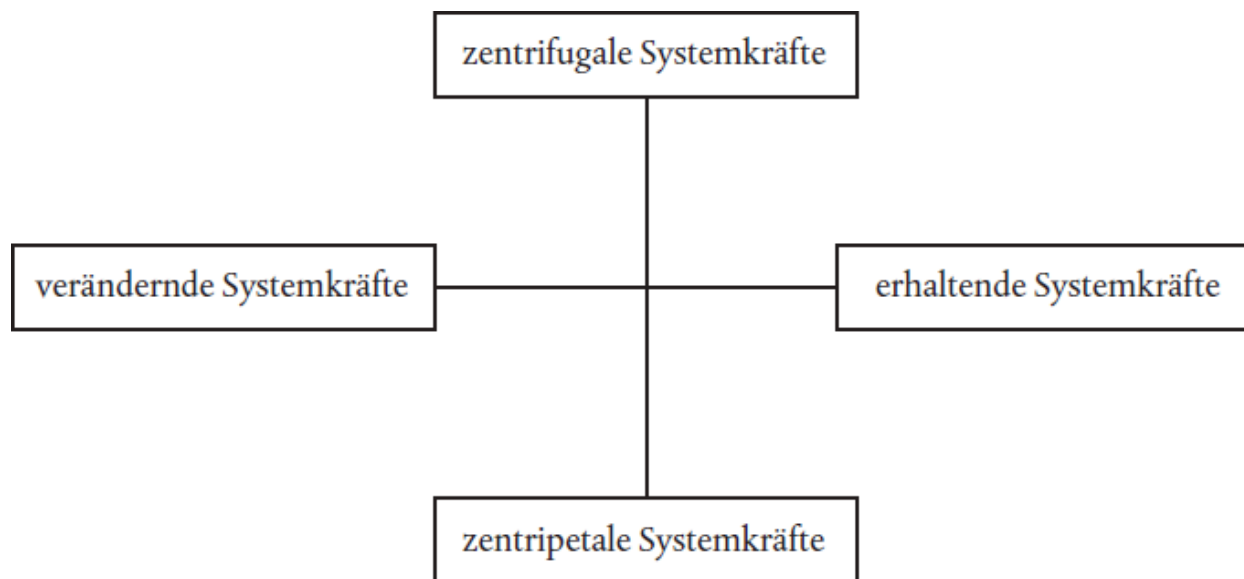 zentrifugale Systemkräfte
verändernde Systemkräfte
erhaltende Systemkräfte
zentripetale Systemkräfte